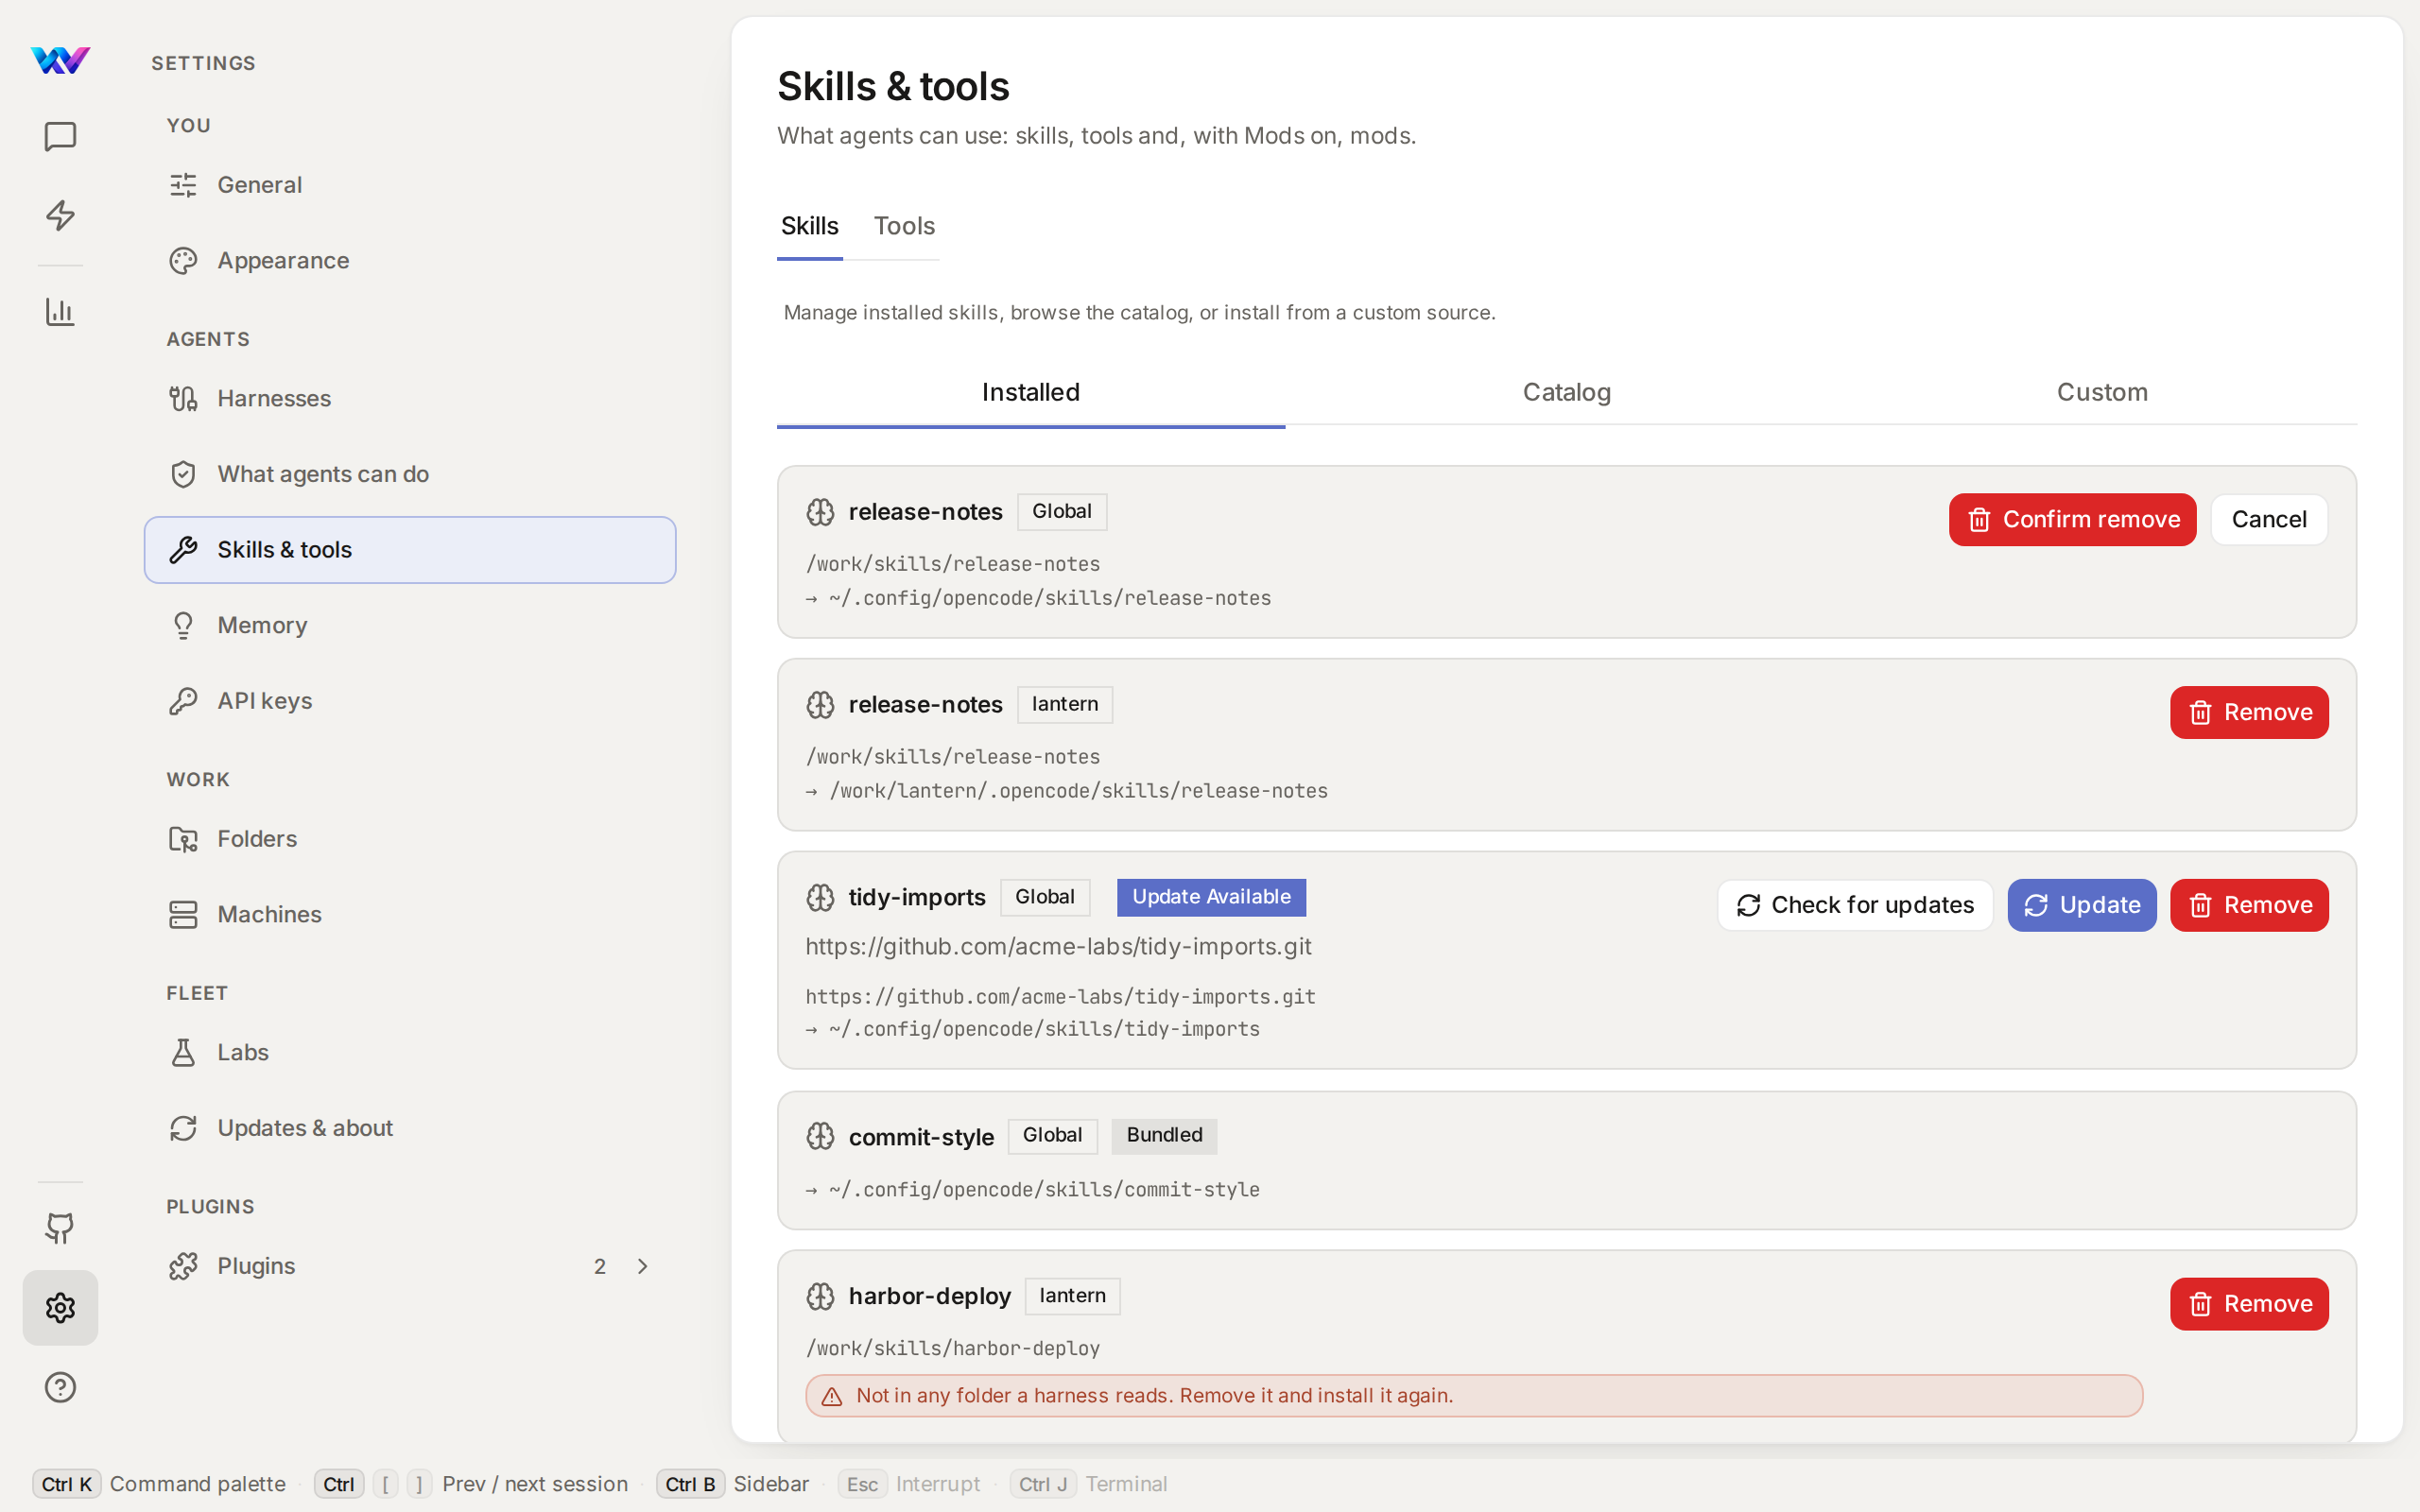 SETTINGS
YOU
General
Appearance
AGENTS
Harnesses
What agents can do
Skills & tools
Memory
API keys
WORK
Folders
Machines
FLEET
Labs
Updates & about
PLUGINS
Plugins 2
Skills & tools
What agents can use: skills, tools and, with Mods on, mods.
Skills Tools
Manage installed skills, browse the catalog, or install from a custom source.
Installed Catalog Custom
release-notes Global Confirm remove Cancel
/work/skills/release-notes
→ ~/.config/opencode/skills/release-notes
release-notes lantern Remove
/work/skills/release-notes
→ /work/lantern/.opencode/skills/release-notes
tidy-imports Global Update Available Check for updates Update Remove
https://github.com/acme-labs/tidy-imports.git
https://github.com/acme-labs/tidy-imports.git
→ ~/.config/opencode/skills/tidy-imports
commit-style Global Bundled
→ ~/.config/opencode/skills/commit-style
harbor-deploy lantern Remove
/work/skills/harbor-deploy
Not in any folder a harness reads. Remove it and install it again.
Ctrl K Command palette · Ctrl [ ] Prev / next session · Ctrl B Sidebar · Esc Interrupt · Ctrl J Terminal